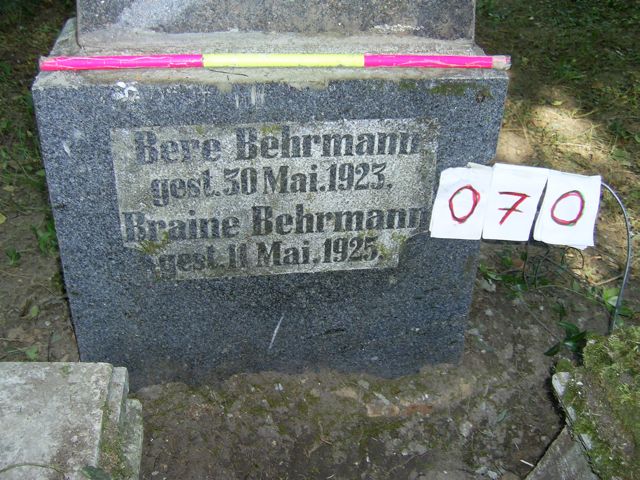 Bere Behrmann
gest. 30 Mai. 1923.
Braine Behrmann
gest. 11 Mai. 1925.
070